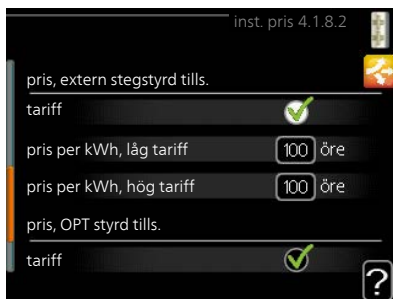 inst. pris 4.1.8.2
pris, extern stegstyrd tills.
tariff
pris per kWh, låg tariff 100 öre
pris per kWh, hög tariff 100 öre
pris, OPT styrd tills.
tariff
?